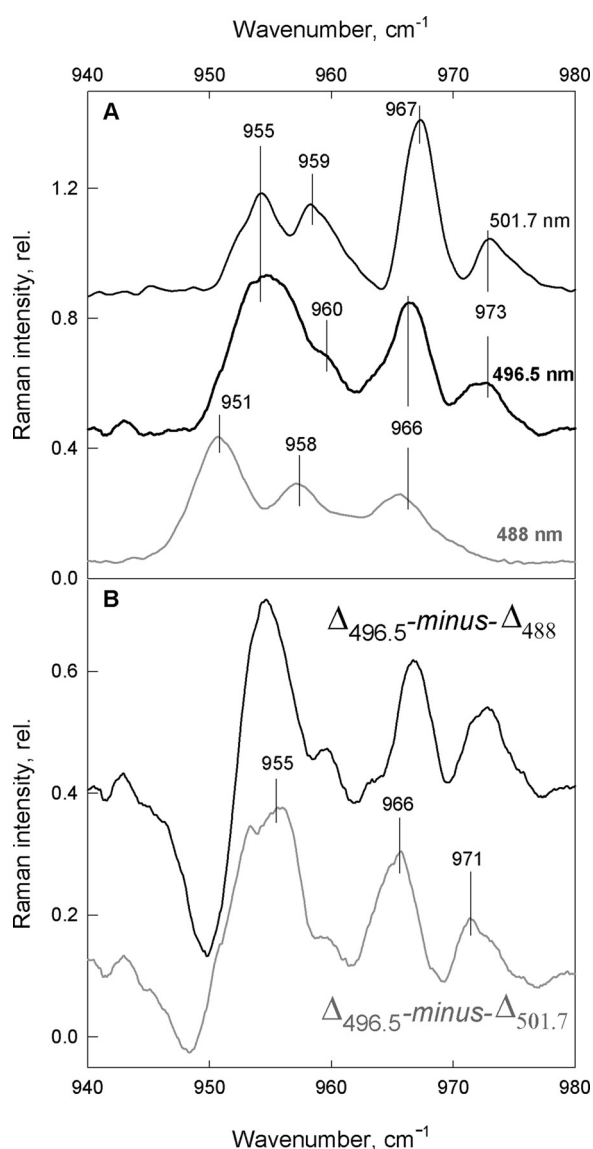 Wavenumber, cm⁻¹
940 950 960 970 980
A
967
955
959
1.2
501.7 nm
Raman intensity, rel.
0.8
960
973
496.5 nm
951
0.4
958
966
488 nm
0.0
B
Δ496.5-minus-Δ488
0.6
Raman intensity, rel.
955
0.4
966
971
0.2
Δ496.5-minus-Δ501.7
0.0
940 950 960 970 980
Wavenumber, cm⁻¹